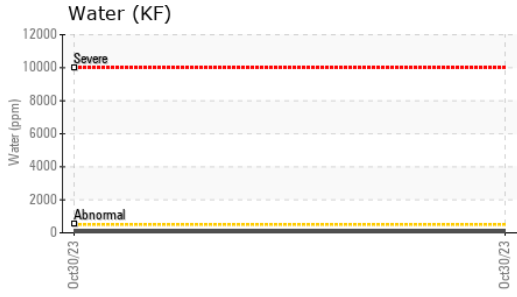 Water (KF)
12000
Severe
10000
8000
Water (ppm)
6000
4000
2000
Abnormal
0
Oct30/23
Oct30/23